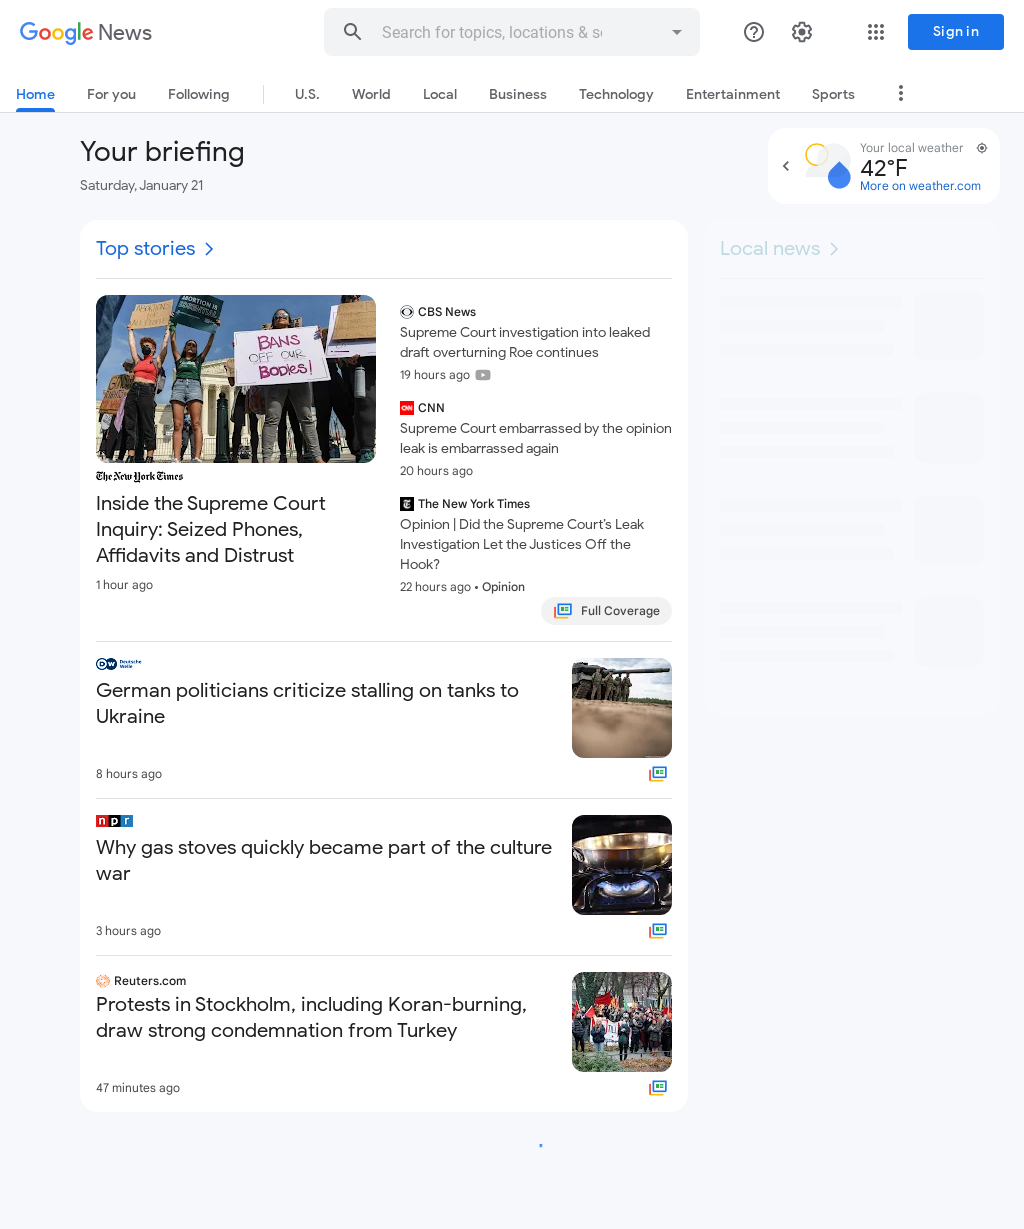 Google News
Search for topics, locations & s
Sign in
Home
For you
Following
U.S.
World
Local
Business
Technology
Entertainment
Sports
Your briefing
Saturday, January 21
Your local weather
42°F
More on weather.com
Top stories
Local news
BANS
OFF OUR
BODIES!
The New York Times
Inside the Supreme Court
Inquiry: Seized Phones,
Affidavits and Distrust
1 hour ago
CBS News
Supreme Court investigation into leaked
draft overturning Roe continues
19 hours ago
CNN
Supreme Court embarrassed by the opinion
leak is embarrassed again
20 hours ago
The New York Times
Opinion | Did the Supreme Court’s Leak
Investigation Let the Justices Off the
Hook?
22 hours ago • Opinion
Full Coverage
DW Deutsche
Welle
German politicians criticize stalling on tanks to
Ukraine
8 hours ago
npr
Why gas stoves quickly became part of the culture
war
3 hours ago
Reuters.com
Protests in Stockholm, including Koran-burning,
draw strong condemnation from Turkey
47 minutes ago